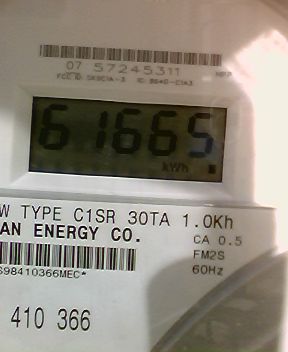 07 57245311
61665
kWh
W TYPE C1SR 30TA 1.0Kh
AN ENERGY CO.
CA 0.5
FM2S
60Hz
S98410366MEC*
410 366